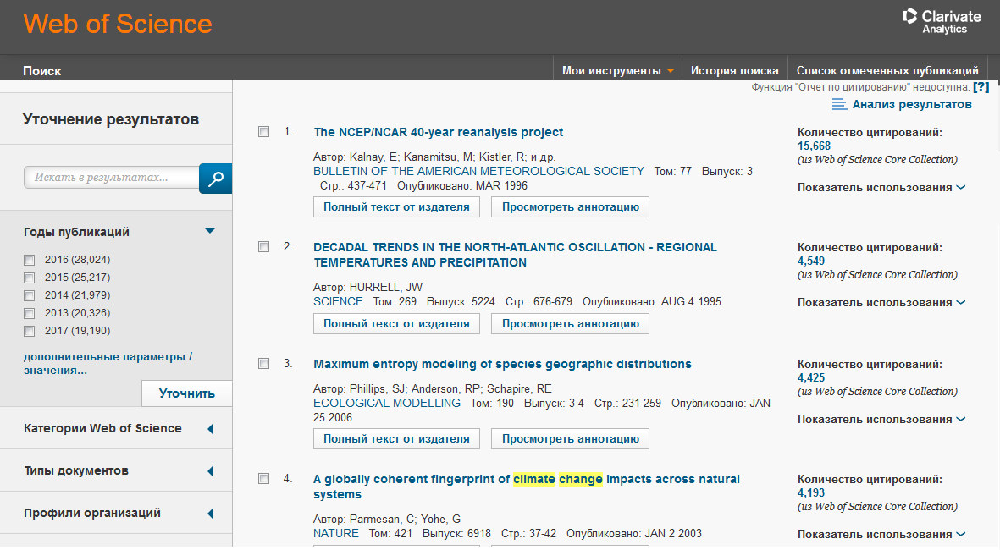 Web of Science
Clarivate
Analytics
Поиск
Мои инструменты
История поиска
Список отмеченных публикаций
Функция "Отчет по цитированию" недоступна. [?]
Анализ результатов
Уточнение результатов
Искать в результатах...
Годы публикаций
2016 (28,024)
2015 (25,217)
2014 (21,979)
2013 (20,326)
2017 (19,190)
дополнительные параметры /
значения...
Уточнить
Категории Web of Science
Типы документов
Профили организаций
1. The NCEP/NCAR 40-year reanalysis project
Автор: Kalnay, E; Kanamitsu, M; Kistler, R; и др.
BULLETIN OF THE AMERICAN METEOROLOGICAL SOCIETY Том: 77 Выпуск: 3
Стр.: 437-471 Опубликовано: MAR 1996
Полный текст от издателя
Просмотреть аннотацию
Количество цитирований:
15,668
(из Web of Science Core Collection)
Показатель использования
2. DECADAL TRENDS IN THE NORTH-ATLANTIC OSCILLATION - REGIONAL
TEMPERATURES AND PRECIPITATION
Автор: HURRELL, JW
SCIENCE Том: 269 Выпуск: 5224 Стр.: 676-679 Опубликовано: AUG 4 1995
Полный текст от издателя
Просмотреть аннотацию
Количество цитирований:
4,549
(из Web of Science Core Collection)
Показатель использования
3. Maximum entropy modeling of species geographic distributions
Автор: Phillips, SJ; Anderson, RP; Schapire, RE
ECOLOGICAL MODELLING Том: 190 Выпуск: 3-4 Стр.: 231-259 Опубликовано: JAN
25 2006
Полный текст от издателя
Просмотреть аннотацию
Количество цитирований:
4,425
(из Web of Science Core Collection)
Показатель использования
4. A globally coherent fingerprint of climate change impacts across natural
systems
Автор: Parmesan, C; Yohe, G
NATURE Том: 421 Выпуск: 6918 Стр.: 37-42 Опубликовано: JAN 2 2003
Количество цитирований:
4,193
(из Web of Science Core Collection)
Показатель использования